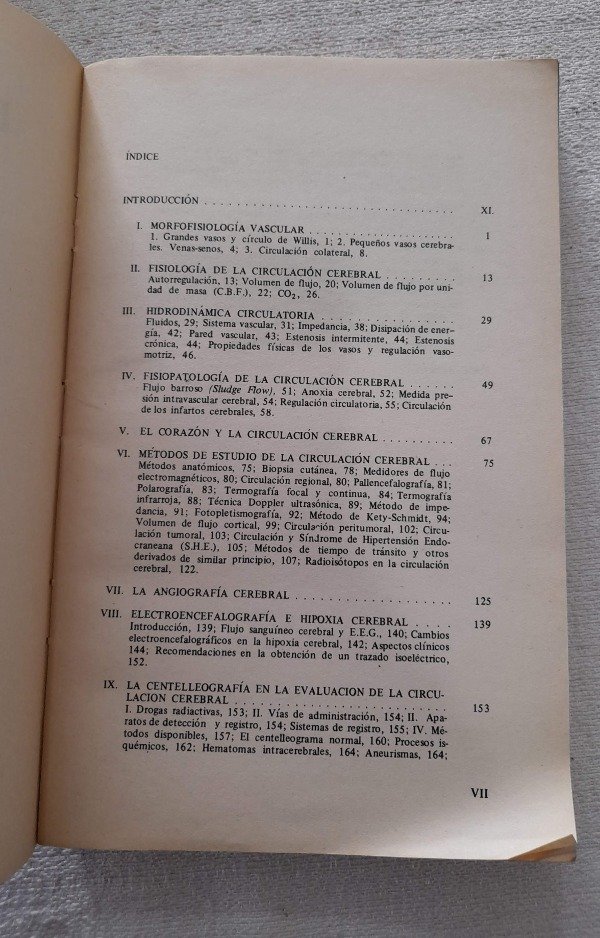 ÍNDICE
INTRODUCCIÓN . . . . . . . . . . . . . . . . . . . . . . . . . . . . . . . . XI.
I. MORFOFISIOLOGÍA VASCULAR . . . . . . . . . . . . . . . . . . . 1
1. Grandes vasos y círculo de Willis, 1; 2. Pequeños vasos cerebra-
les. Venas-senos, 4; 3. Circulación colateral, 8.
II. FISIOLOGÍA DE LA CIRCULACIÓN CEREBRAL . . . . . . . . . . 13
Autorregulación, 13; Volumen de flujo, 20; Volumen de flujo por uni-
dad de masa (C.B.F.), 22; CO₂, 26.
III. HIDRODINÁMICA CIRCULATORIA . . . . . . . . . . . . . . . . . 29
Fluidos, 29; Sistema vascular, 31; Impedancia, 38; Disipación de ener-
gía, 42; Pared vascular, 43; Estenosis intermitente, 44; Estenosis
crónica, 44; Propiedades físicas de los vasos y regulación vaso-
motriz, 46.
IV. FISIOPATOLOGÍA DE LA CIRCULACIÓN CEREBRAL . . . . . . 49
Flujo barroso (Sludge Flow), 51; Anoxia cerebral, 52; Medida pre-
sión intravascular cerebral, 54; Regulación circulatoria, 55; Circulación
de los infartos cerebrales, 58.
V. EL CORAZÓN Y LA CIRCULACIÓN CEREBRAL . . . . . . . . . . 67
VI. MÉTODOS DE ESTUDIO DE LA CIRCULACIÓN CEREBRAL . . . 75
Métodos anatómicos, 75; Biopsia cutánea, 78; Medidores de flujo
electromagnéticos, 80; Circulación regional, 80; Pallencefalografía, 81;
Polarografía, 83; Termografía focal y continua, 84; Termografía
infrarroja, 88; Técnica Doppler ultrasónica, 89; Método de impe-
dancia, 91; Fotopletismografía, 92; Método de Kety-Schmidt, 94;
Volumen de flujo cortical, 99; Circulación peritumoral, 102; Circu-
lación tumoral, 103; Circulación y Síndrome de Hipertensión Endo-
craneana (S.H.E.), 105; Métodos de tiempo de tránsito y otros
derivados de similar principio, 107; Radioisótopos en la circulación
cerebral, 122.
VII. LA ANGIOGRAFÍA CEREBRAL . . . . . . . . . . . . . . . . . . . . 125
VIII. ELECTROENCEFALOGRAFÍA E HIPOXIA CEREBRAL . . . . 139
Introducción, 139; Flujo sanguíneo cerebral y E.E.G., 140; Cambios
electroencefalográficos en la hipoxia cerebral, 142; Aspectos clínicos
144; Recomendaciones en la obtención de un trazado isoeléctrico,
152.
IX. LA CENTELLEOGRAFÍA EN LA EVALUACION DE LA CIRCU-
LACION CEREBRAL . . . . . . . . . . . . . . . . . . . . . . . . . . . 153
I. Drogas radiactivas, 153; II. Vías de administración, 154; II. Apa-
ratos de detección y registro, 154; Sistemas de registro, 155; IV. Mé-
todos disponibles, 157; El centelleograma normal, 160; Procesos is-
quémicos, 162; Hematomas intracerebrales, 164; Aneurismas, 164;
VII